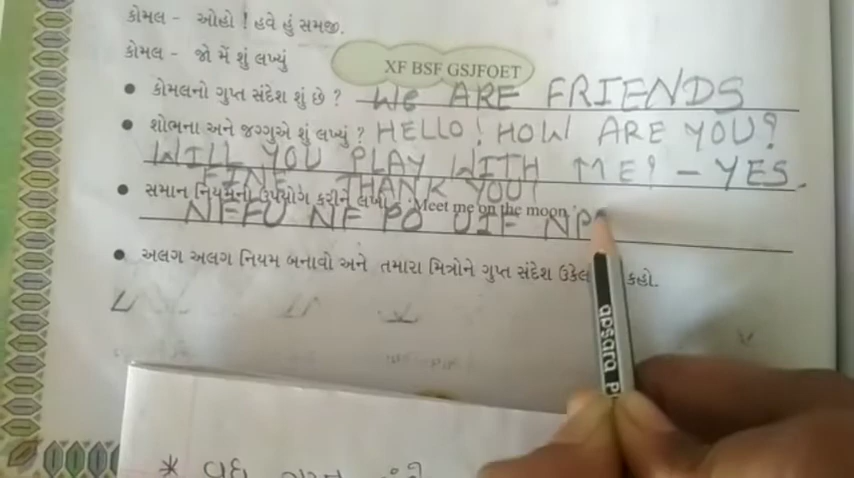 કોમલ - ઓહો ! હવે હું સમજી.
કોમલ - જો મેં શું લખ્યું
XF BSF GSJFOET
• કોમલનો ગુપ્ત સંદેશ શું છે ? We ARE FRIENDS
• શોભના અને જગ્ગુએ શું લખ્યું ? HELLO! HOW ARE YOU?
WILL YOU PLAY WITH ME? - YES.
FINE THANK YOU!
• સમાન નિયમનો ઉપયોગ કરીને લખો 'Meet me on the moon'
NFFU NF PO UIF NP
• અલગ અલગ નિયમ બનાવો અને તમારા મિત્રોને ગુપ્ત સંદેશ ઉકેલ કહો.
apsara P